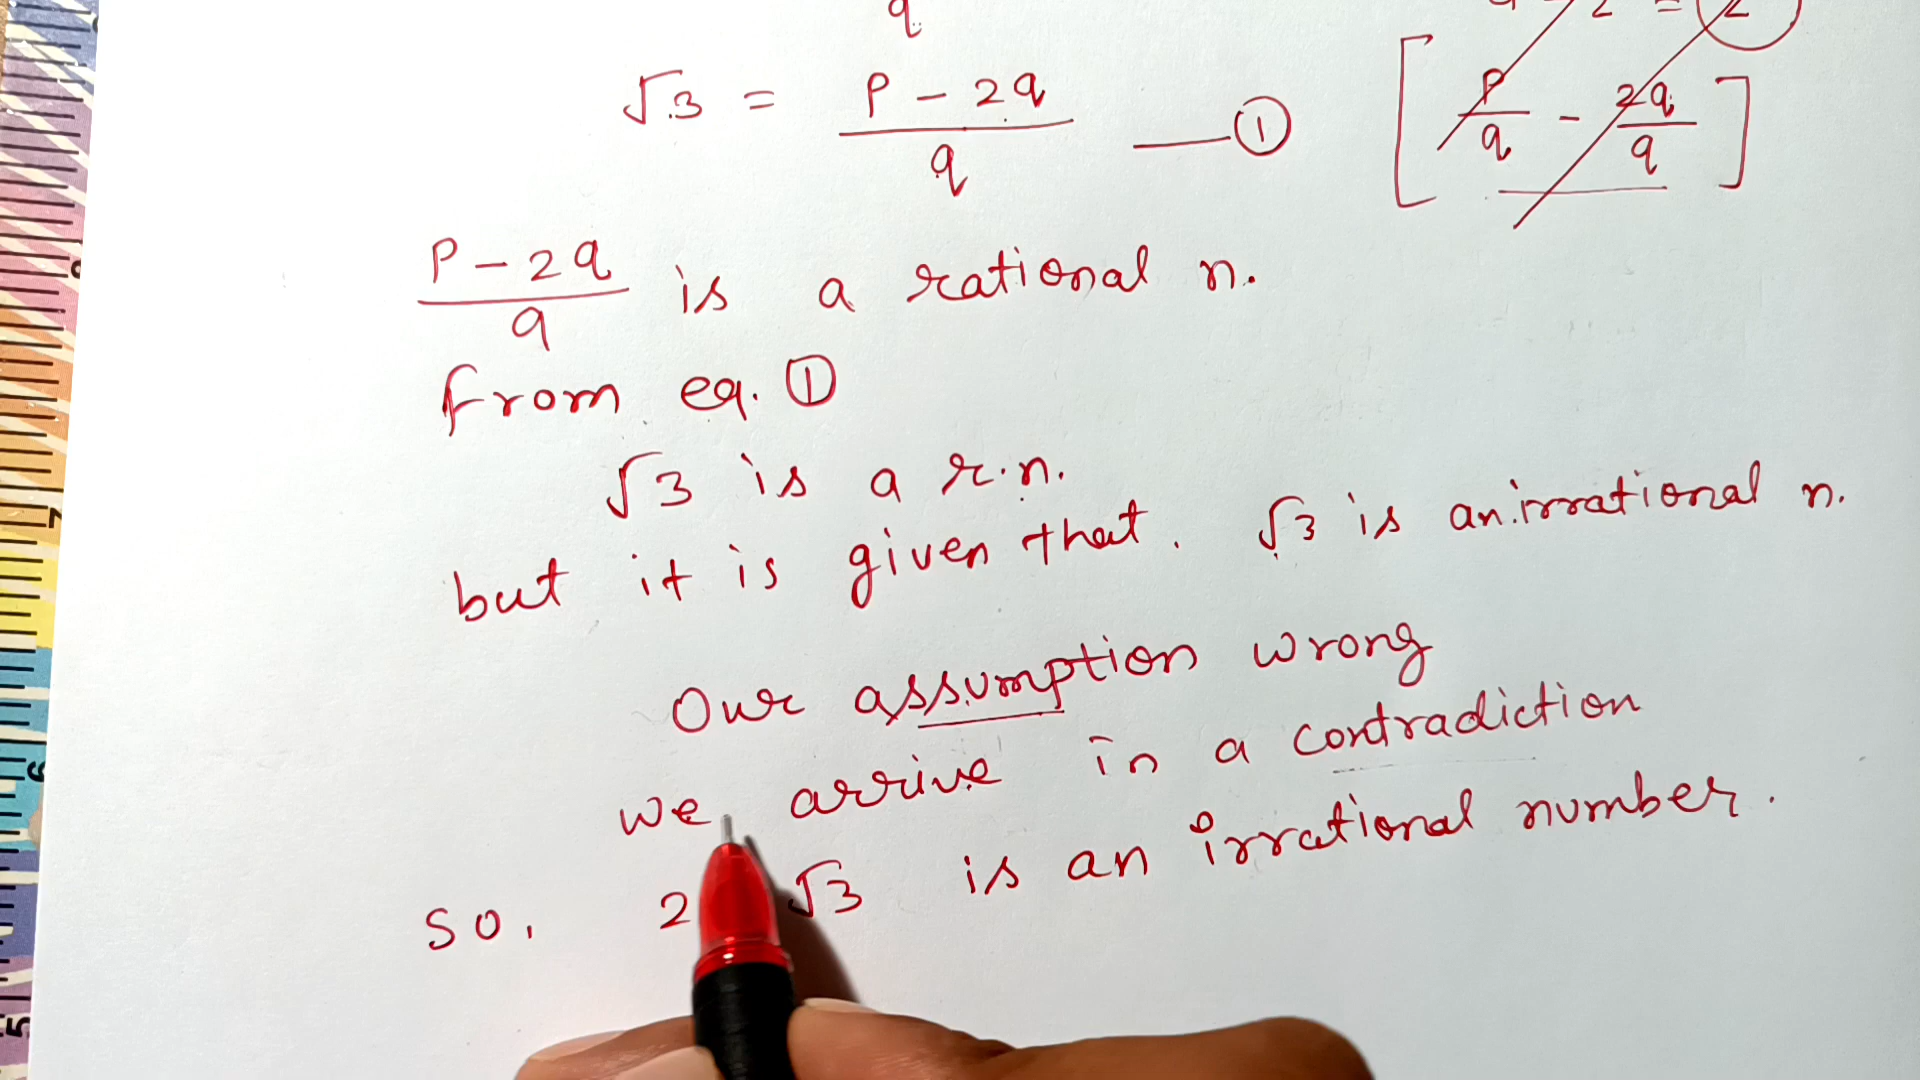 q
√3 = P - 2q / q — ①
[ P/q - 2q/q ]
P - 2q / q is a rational n.
from eq. ①
√3 is a r.n.
but it is given that. √3 is an irrational n.
Our assumption wrong
we arrive in a contradiction
so, 2 √3 is an irrational number.